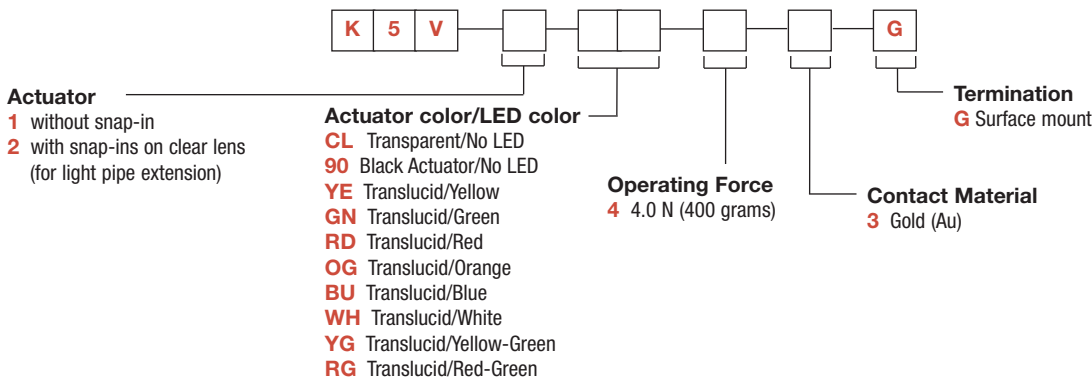 K 5 V G
Actuator
1 without snap-in
2 with snap-ins on clear lens
(for light pipe extension)
Actuator color/LED color
CL Transparent/No LED
90 Black Actuator/No LED
YE Translucid/Yellow
GN Translucid/Green
RD Translucid/Red
OG Translucid/Orange
BU Translucid/Blue
WH Translucid/White
YG Translucid/Yellow-Green
RG Translucid/Red-Green
Operating Force
4 4.0 N (400 grams)
Contact Material
3 Gold (Au)
Termination
G Surface mount